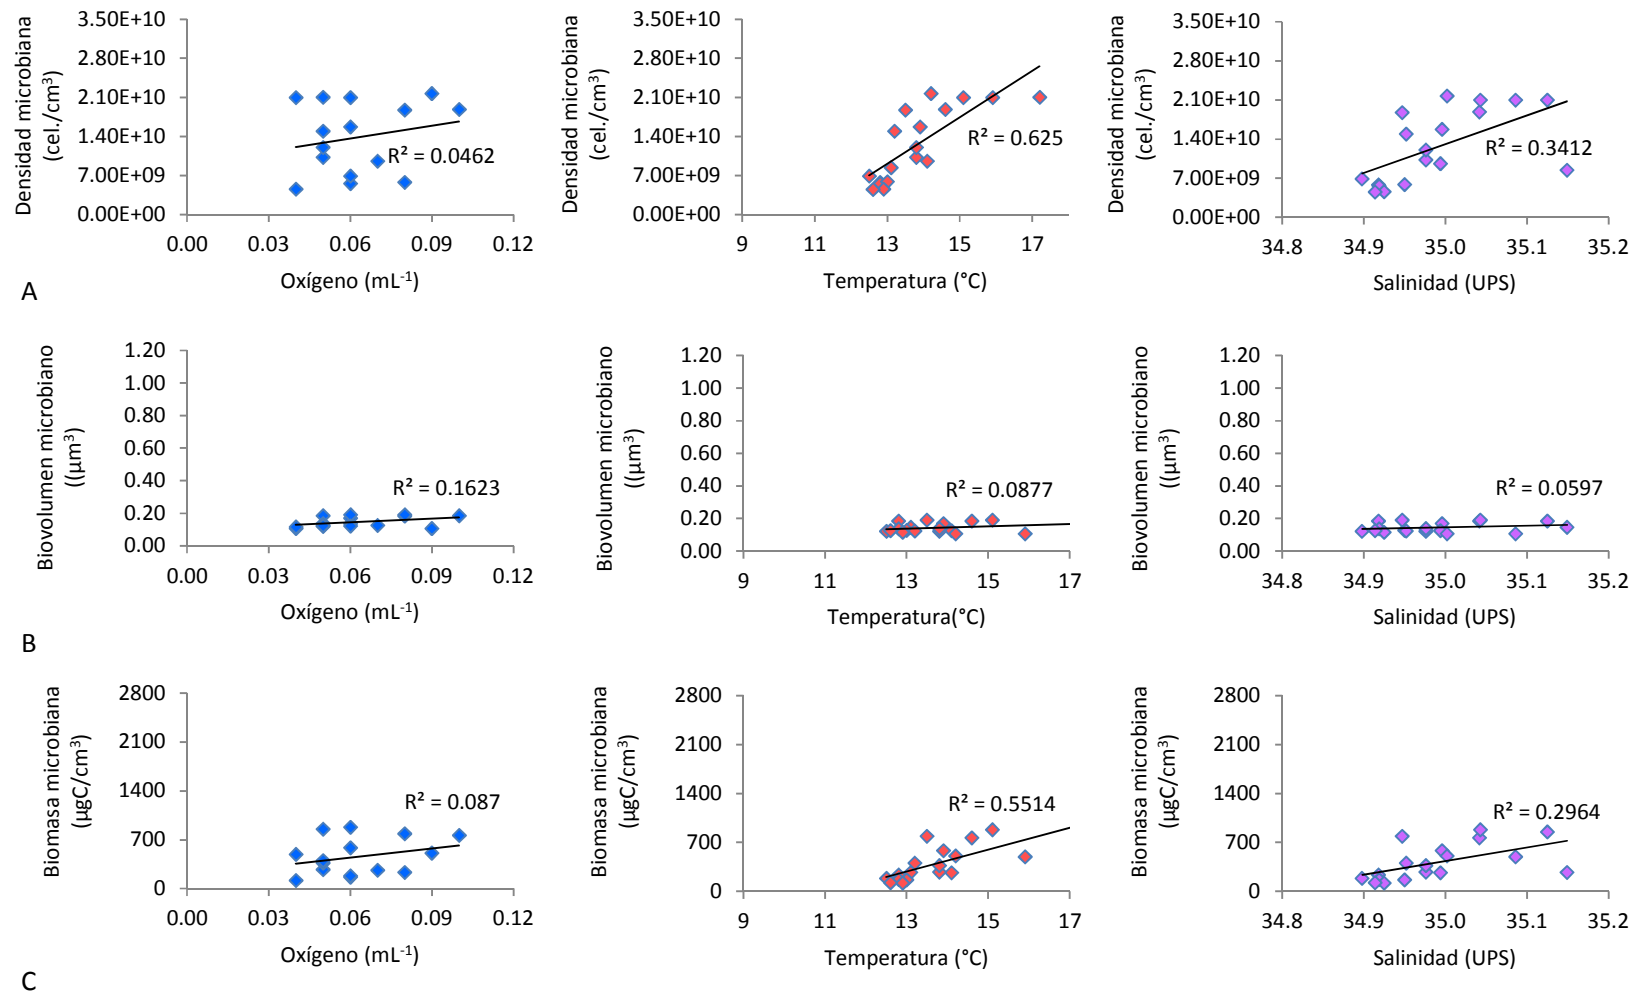 Densidad microbiana
(cel./cm³)
3.50E+10
2.80E+10
2.10E+10
1.40E+10
7.00E+09
0.00E+00
R² = 0.0462
0.00 0.03 0.06 0.09 0.12
Oxígeno (mL⁻¹)
Densidad microbiana
(cel./cm³)
3.50E+10
2.80E+10
2.10E+10
1.40E+10
7.00E+09
0.00E+00
R² = 0.625
9 11 13 15 17
Temperatura (°C)
Densidad microbiana
(cel./cm³)
3.50E+10
2.80E+10
2.10E+10
1.40E+10
7.00E+09
0.00E+00
R² = 0.3412
34.8 34.9 35.0 35.1 35.2
Salinidad (UPS)
A
Biovolumen microbiano
((µm³)
1.20
1.00
0.80
0.60
0.40
0.20
0.00
R² = 0.1623
0.00 0.03 0.06 0.09 0.12
Oxígeno (mL⁻¹)
Biovolumen microbiano
((µm³)
1.20
1.00
0.80
0.60
0.40
0.20
0.00
R² = 0.0877
9 11 13 15 17
Temperatura(°C)
Biovolumen microbiano
((µm³)
1.20
1.00
0.80
0.60
0.40
0.20
0.00
R² = 0.0597
34.8 34.9 35.0 35.1 35.2
Salinidad (UPS)
B
Biomasa microbiana
(µgC/cm³)
2800
2100
1400
700
0
R² = 0.087
0.00 0.03 0.06 0.09 0.12
Oxígeno (mL⁻¹)
Biomasa microbiana
(µgC/cm³)
2800
2100
1400
700
0
R² = 0.5514
9 11 13 15 17
Temperatura (°C)
Biomasa microbiana
(µgC/cm³)
2800
2100
1400
700
0
R² = 0.2964
34.8 34.9 35.0 35.1 35.2
Salinidad (UPS)
C